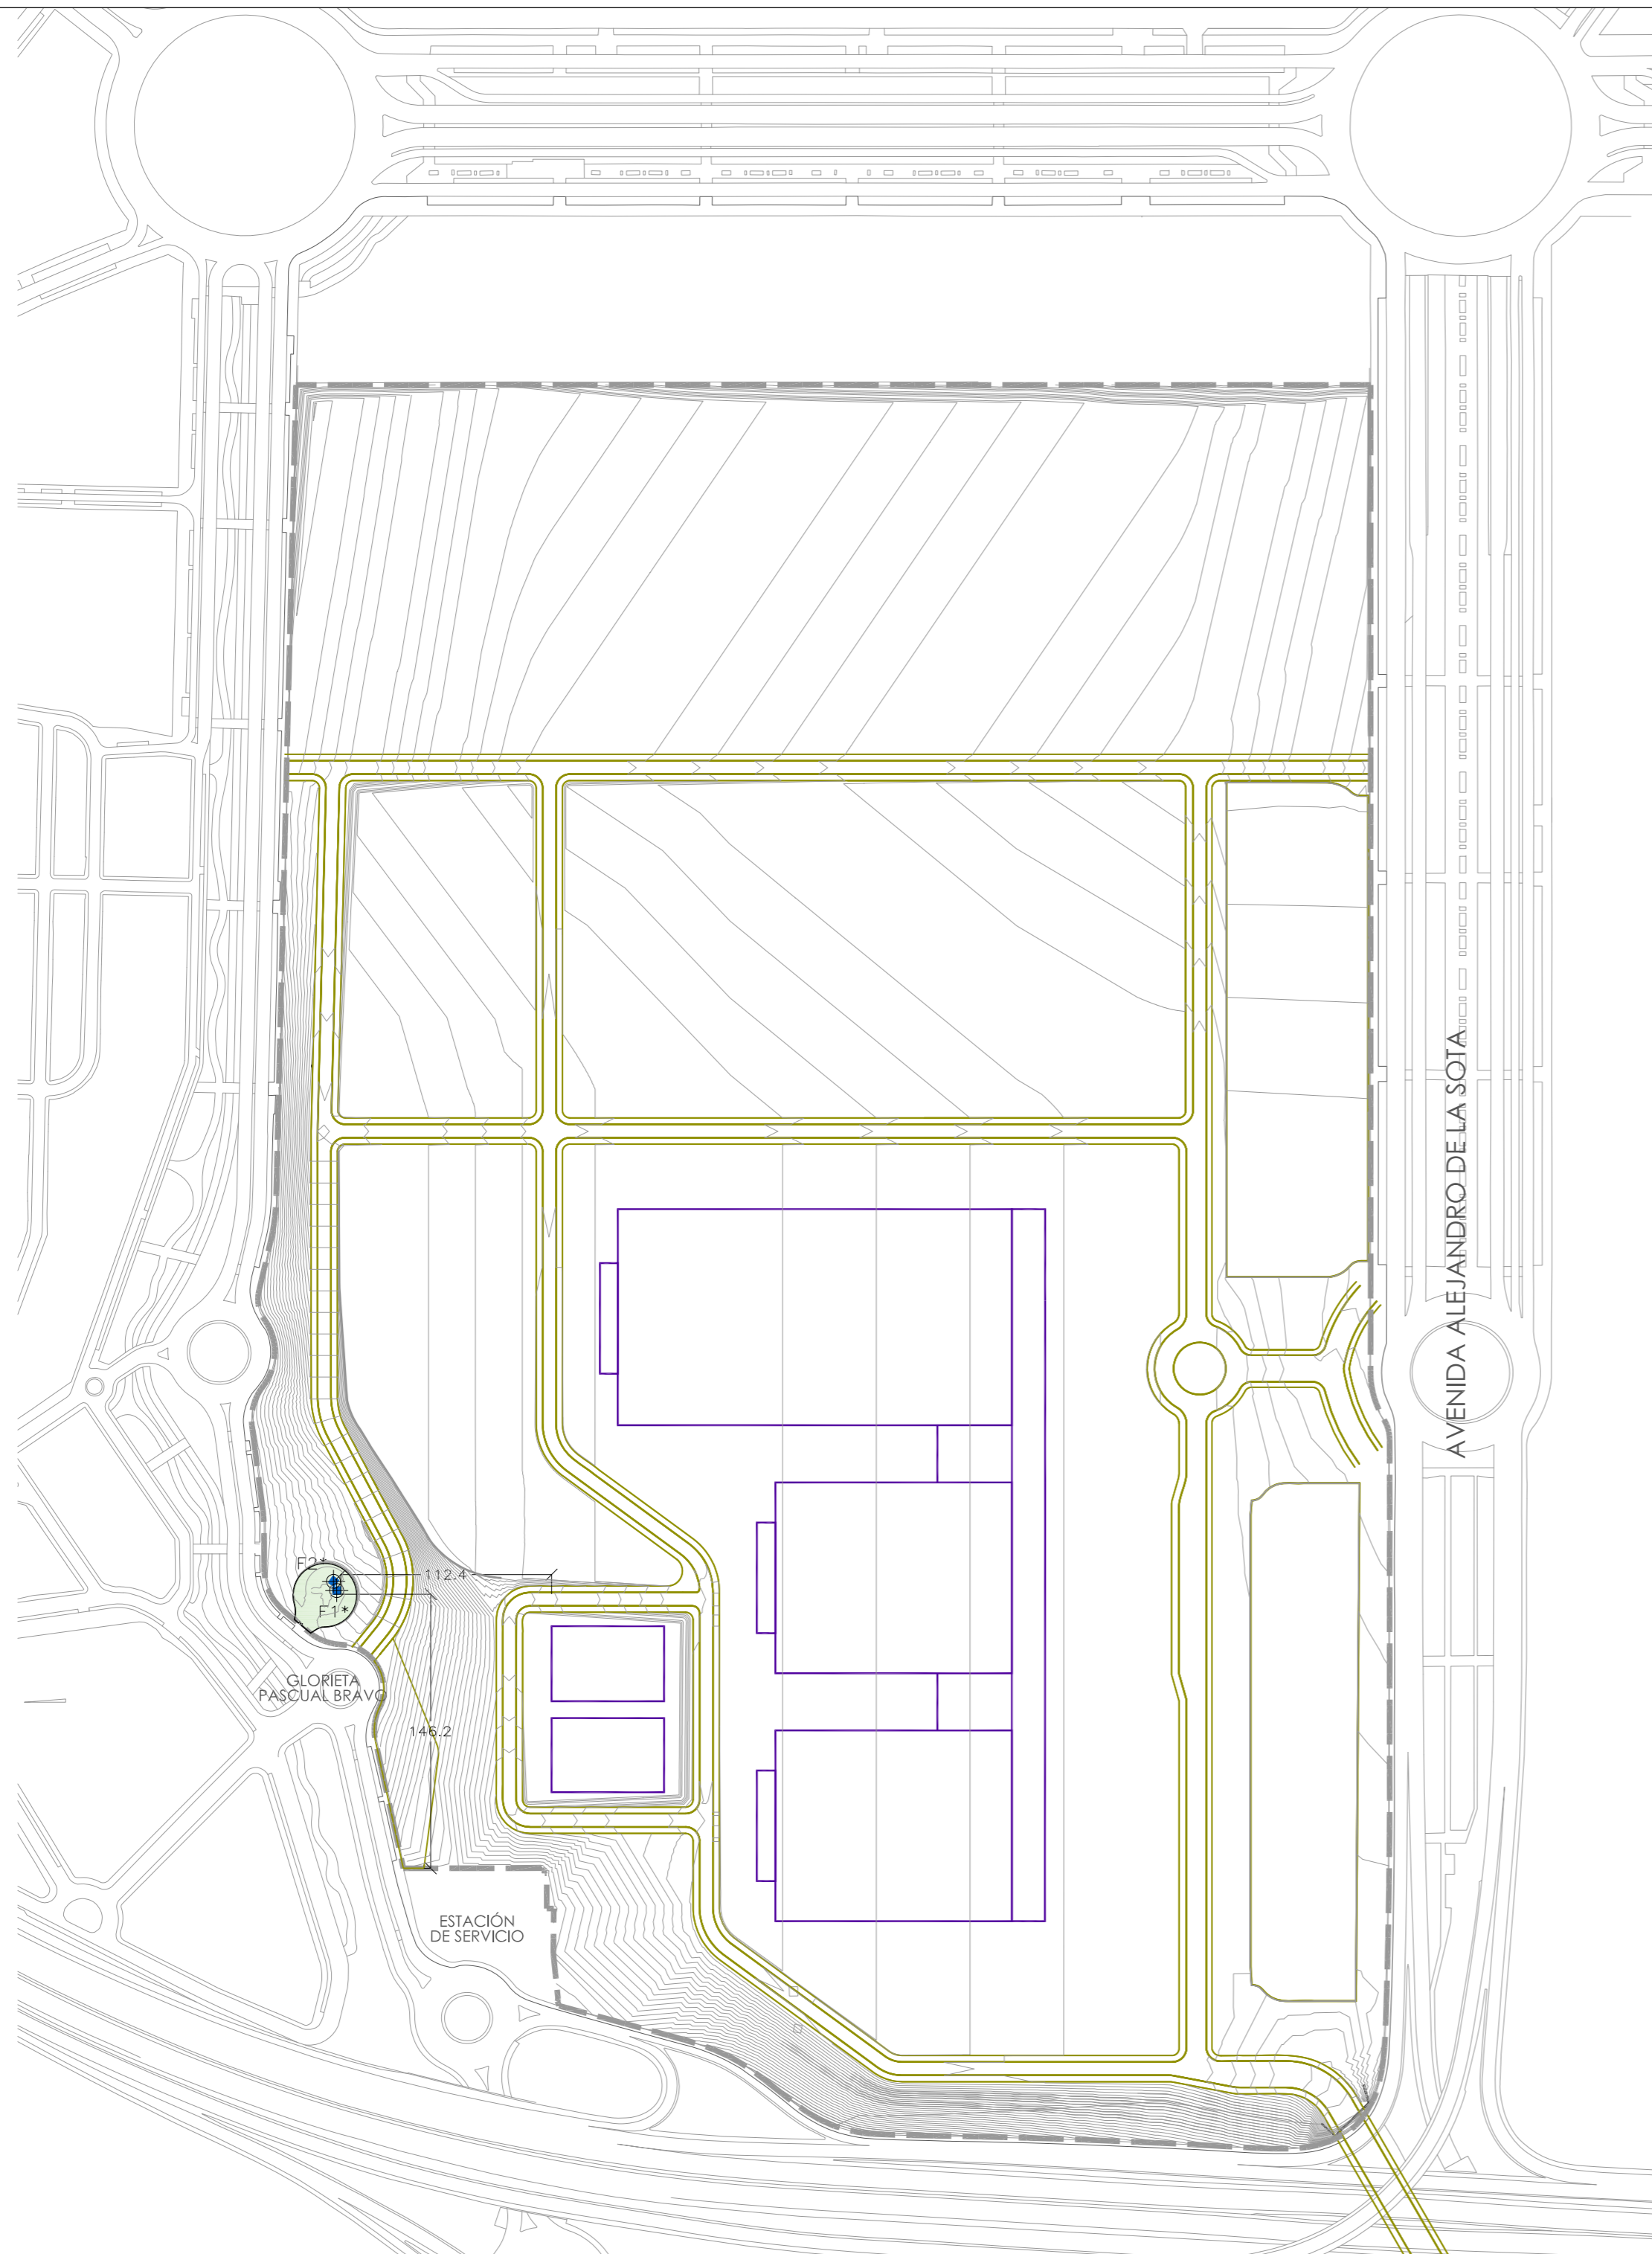 AVENIDA ALEJANDRO DE LA SOTA
F2*
112.4
F1*
GLORIETA
PASCUAL BRAVO
146.2
ESTACIÓN
DE SERVICIO